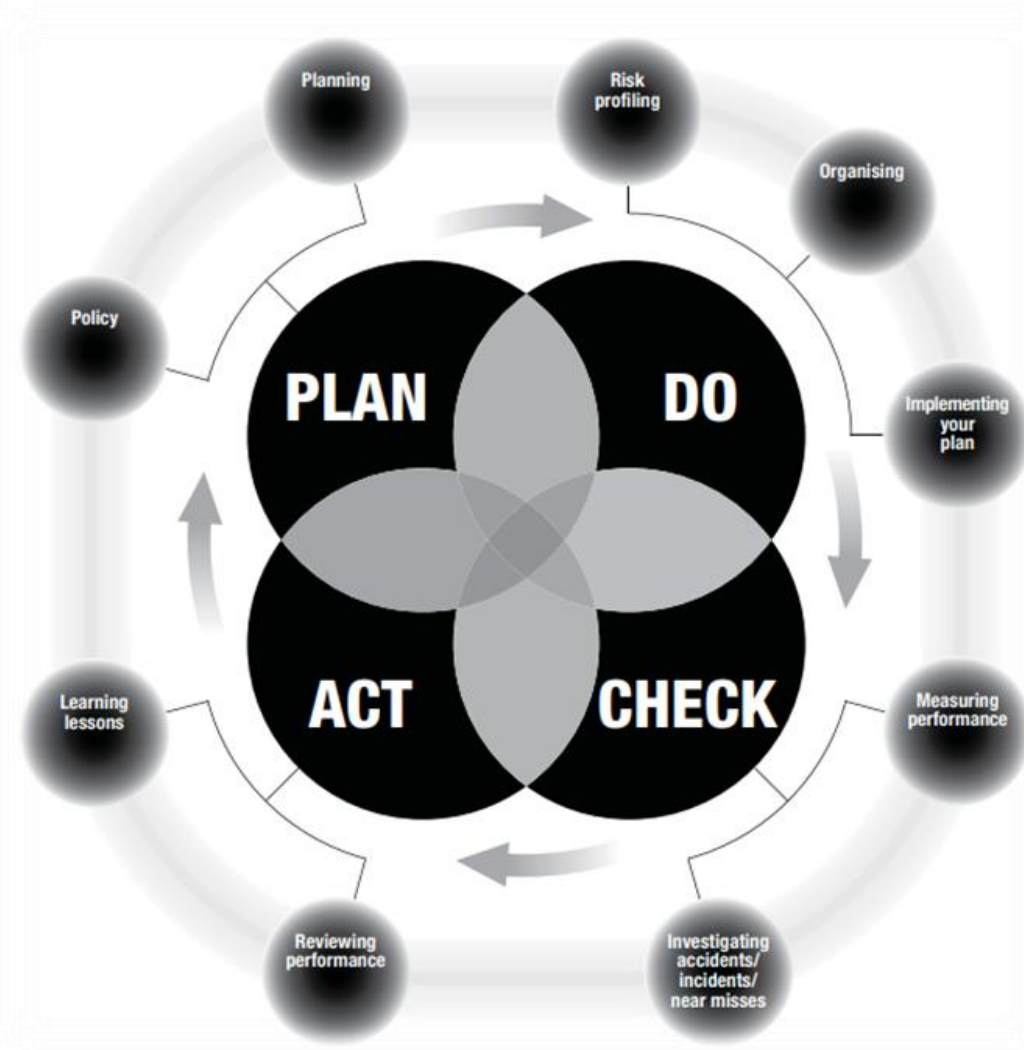 Planning
Risk
profiling
Organising
Policy
PLAN
DO
Implementing
your
plan
Learning
lessons
ACT
CHECK
Measuring
performance
Reviewing
performance
Investigating
accidents/
incidents/
near misses